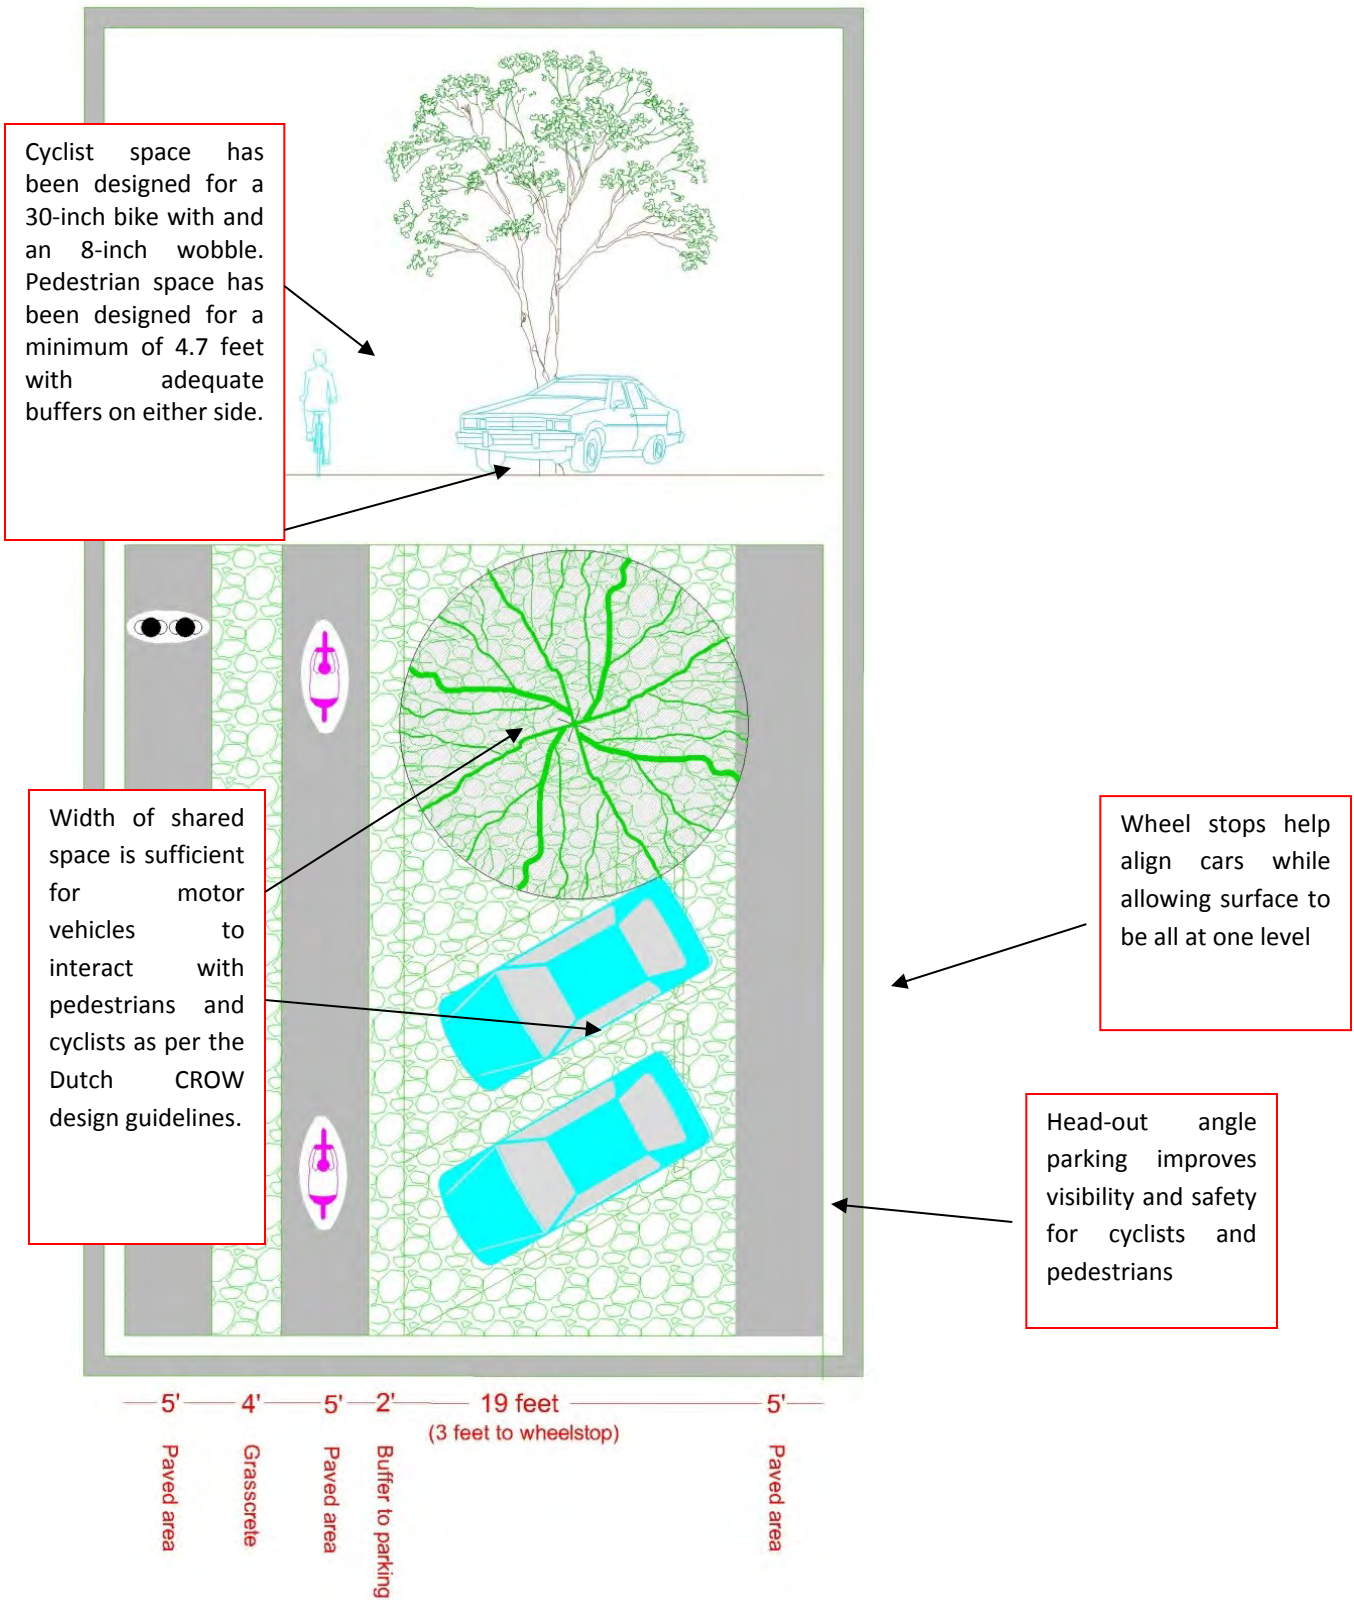 Cyclist space has
been designed for a
30-inch bike with and
an 8-inch wobble.
Pedestrian space has
been designed for a
minimum of 4.7 feet
with adequate
buffers on either side.
Width of shared
space is sufficient
for motor
vehicles to
interact with
pedestrians and
cyclists as per the
Dutch CROW
design guidelines.
Wheel stops help
align cars while
allowing surface to
be all at one level
Head-out angle
parking improves
visibility and safety
for cyclists and
pedestrians
5' 4' 5' 2' 19 feet 5'
(3 feet to wheelstop)
Paved area
Grasscrete
Paved area
Buffer to parking
Paved area